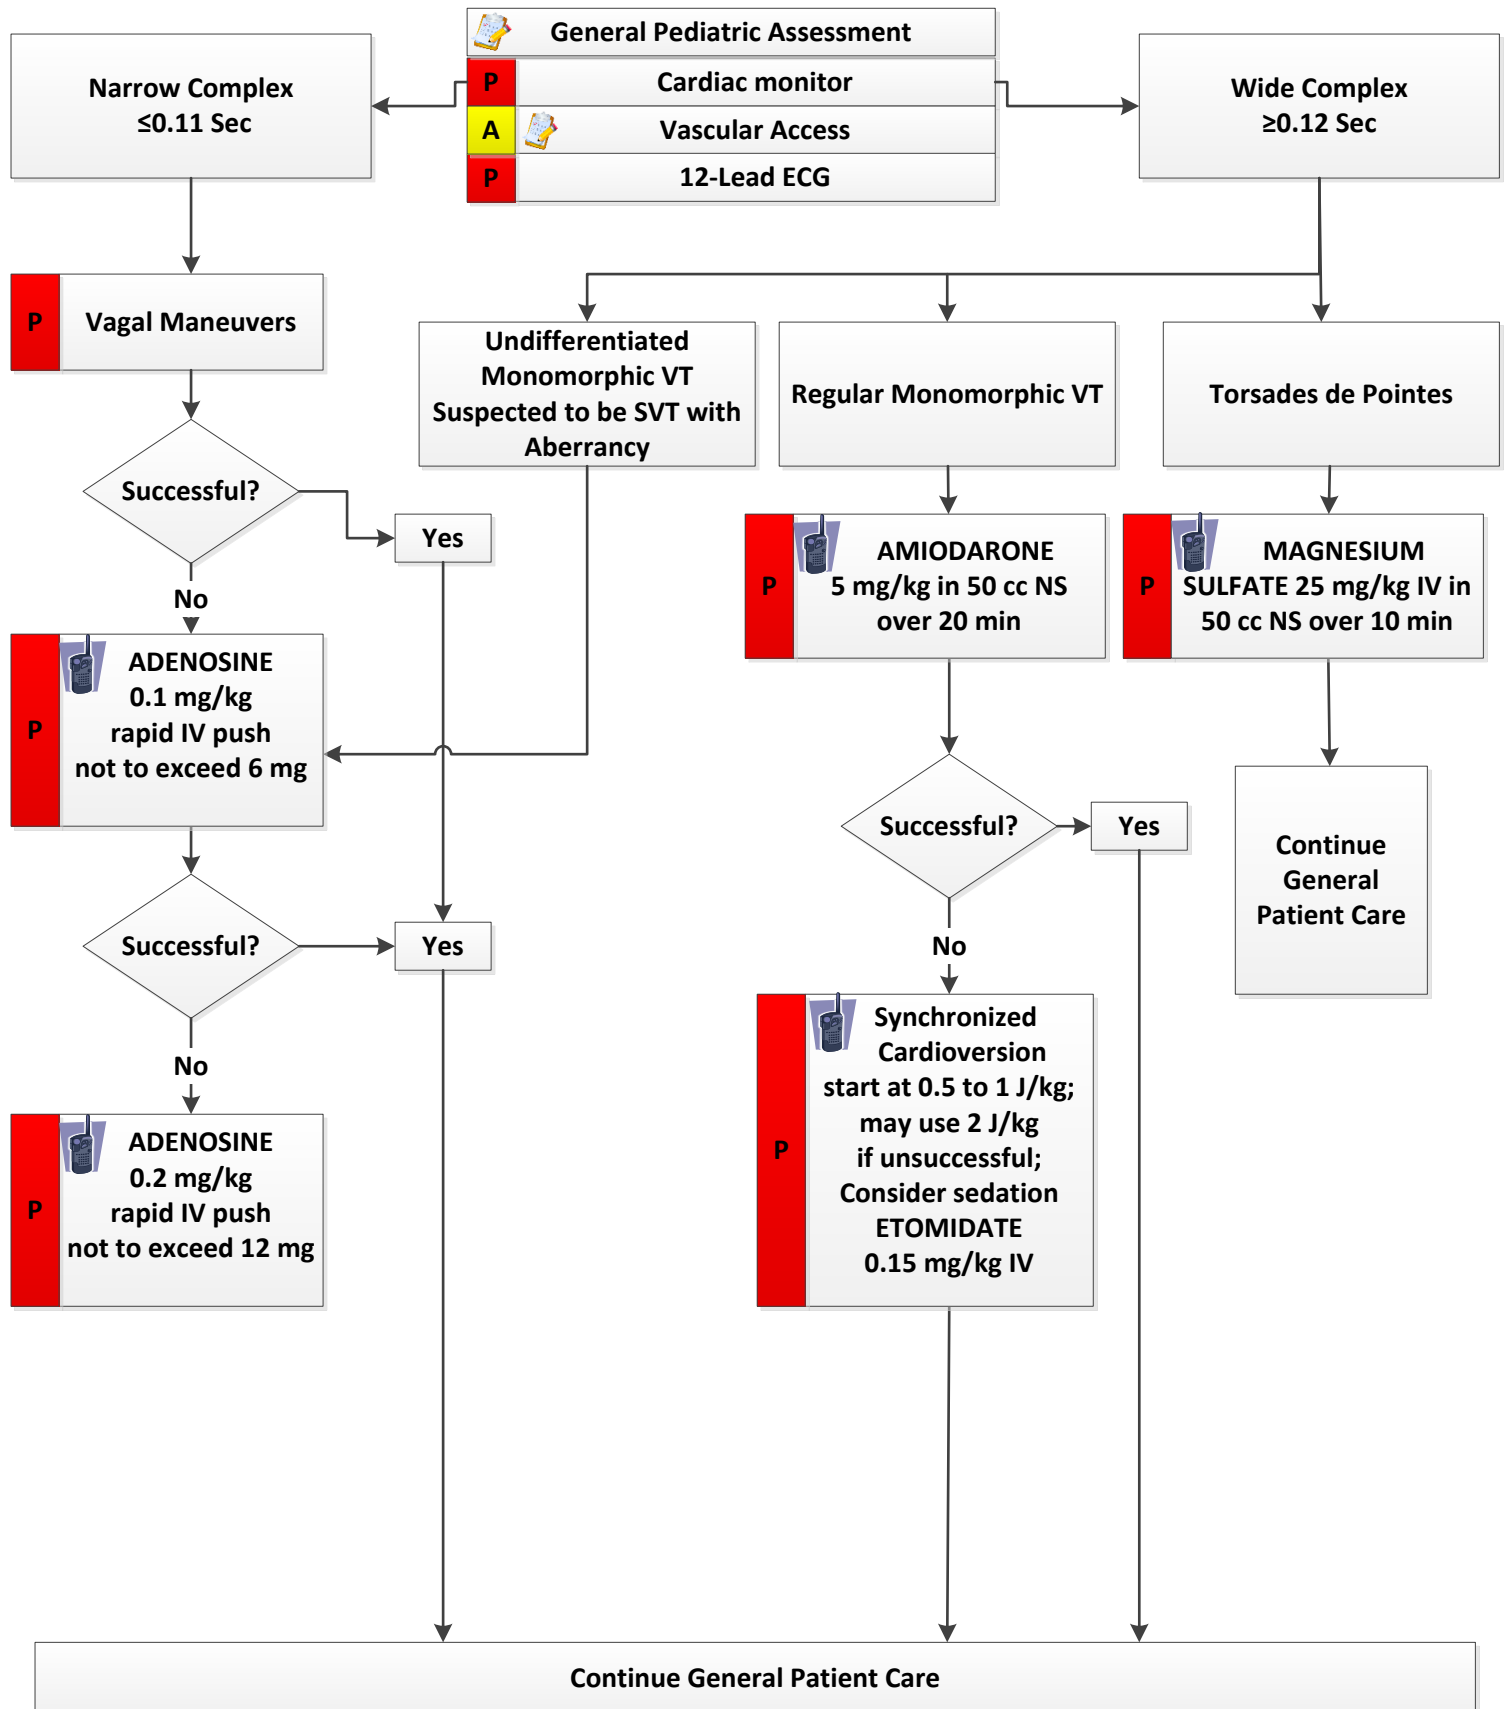 General Pediatric Assessment
P
Cardiac monitor
A
Vascular Access
P
12-Lead ECG
Narrow Complex
≤0.11 Sec
Wide Complex
≥0.12 Sec
P
Vagal Maneuvers
Successful?
Yes
No
P
ADENOSINE
0.1 mg/kg
rapid IV push
not to exceed 6 mg
Successful?
Yes
No
P
ADENOSINE
0.2 mg/kg
rapid IV push
not to exceed 12 mg
Undifferentiated
Monomorphic VT
Suspected to be SVT with
Aberrancy
Regular Monomorphic VT
P
AMIODARONE
5 mg/kg in 50 cc NS
over 20 min
Successful?
Yes
No
P
Synchronized
Cardioversion
start at 0.5 to 1 J/kg;
may use 2 J/kg
if unsuccessful;
Consider sedation
ETOMIDATE
0.15 mg/kg IV
Torsades de Pointes
P
MAGNESIUM
SULFATE 25 mg/kg IV in
50 cc NS over 10 min
Continue
General
Patient Care
Continue General Patient Care